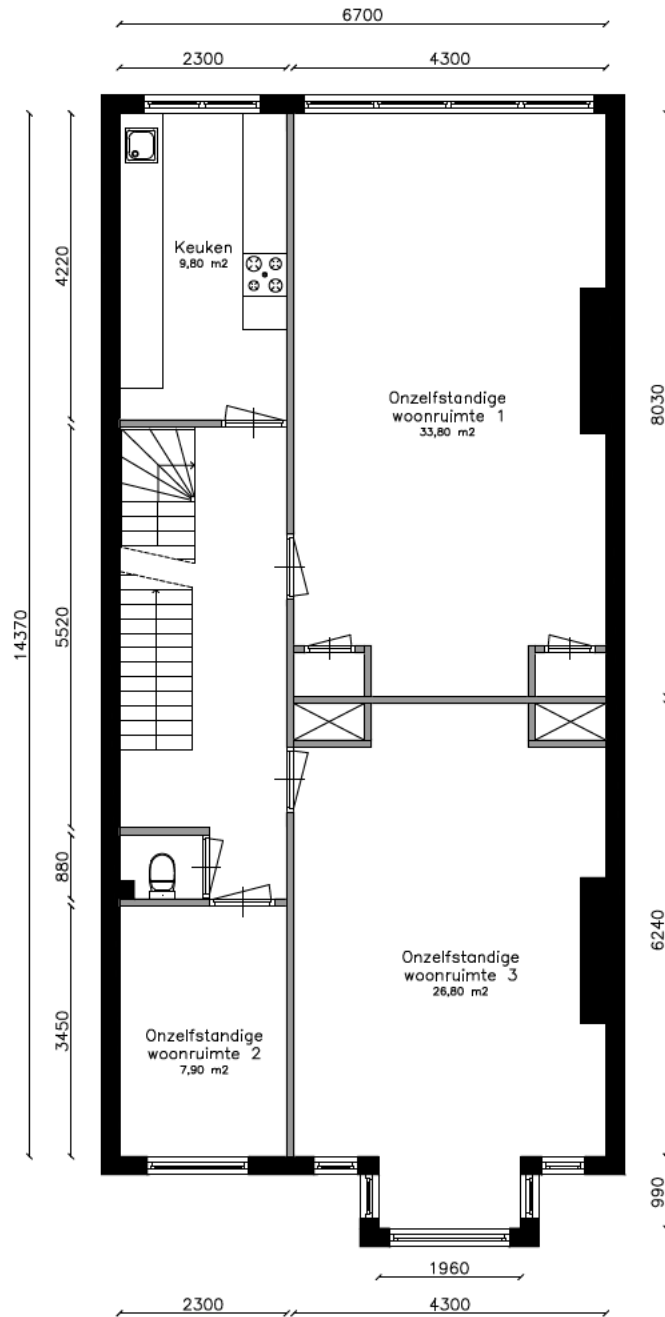 6700
2300
4300
Keuken
9,80 m2
4220
Onzelfstandige
woonruimte 1
33,80 m2
8030
14370
5520
880
Onzelfstandige
woonruimte 3
26,80 m2
6240
Onzelfstandige
woonruimte 2
7,90 m2
3450
990
1960
2300
4300